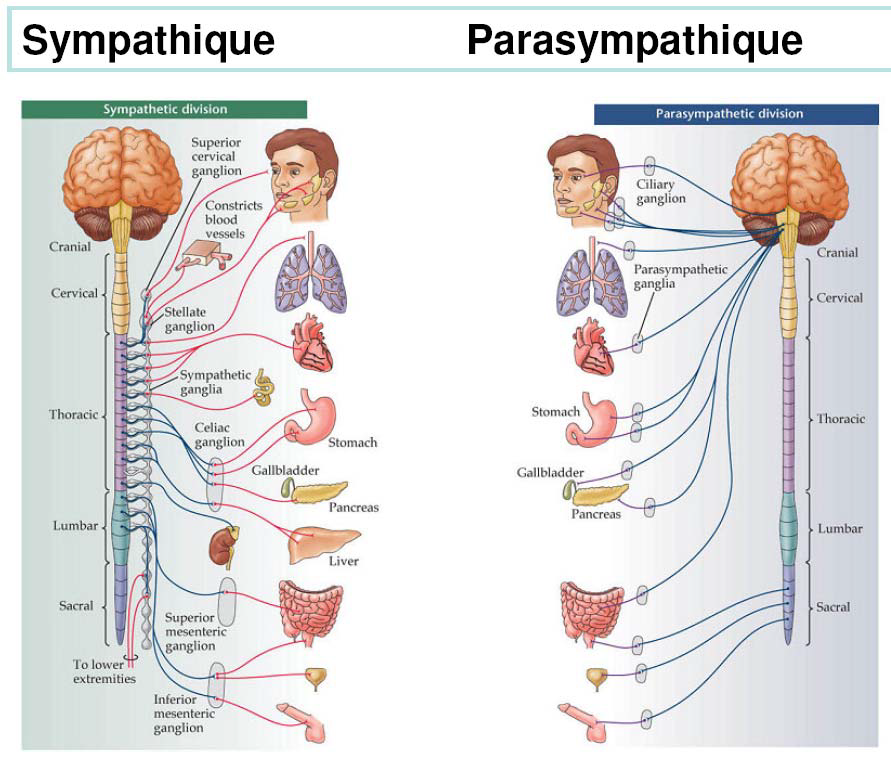 Sympathique
Parasympathique
Sympathetic division
Superior
cervical
ganglion
Constricts
blood
vessels
Cranial
Cervical
Stellate
ganglion
Sympathetic
ganglia
Thoracic
Celiac
ganglion
Stomach
Gallbladder
Pancreas
Lumbar
Liver
Sacral
Superior
mesenteric
ganglion
To lower
extremities
Inferior
mesenteric
ganglion
Parasympathetic division
Ciliary
ganglion
Cranial
Parasympathetic
ganglia
Cervical
Stomach
Thoracic
Gallbladder
Pancreas
Lumbar
Sacral